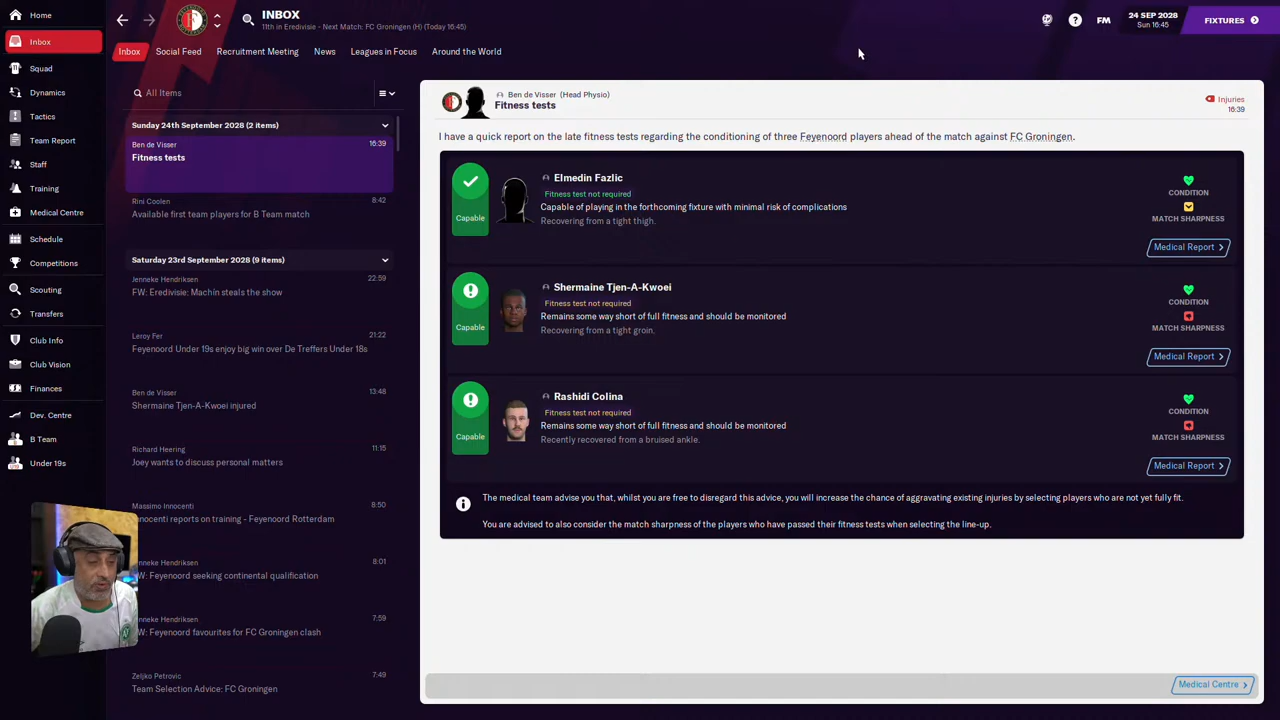 Home
Inbox
Squad
Dynamics
Tactics
Team Report
Staff
Training
Medical Centre
Schedule
Competitions
Scouting
Transfers
Club Info
Club Vision
Finances
Dev. Centre
B Team
Under 19s
INBOX
11th in Eredivisie - Next Match: FC Groningen (H) (Today 16:45)
FM
24 SEP 2028
Sun 16:45
FIXTURES
Inbox
Social Feed
Recruitment Meeting
News
Leagues in Focus
Around the World
All Items
Sunday 24th September 2028 (2 items)
Ben de Visser
16:39
Fitness tests
Rini Coolen
8:42
Available first team players for B Team match
Saturday 23rd September 2028 (9 items)
Jenneke Hendriksen
22:59
FW: Eredivisie: Machín steals the show
Leroy Fer
21:22
Feyenoord Under 19s enjoy big win over De Treffers Under 18s
Ben de Visser
13:48
Shermaine Tjen-A-Kwoei injured
Richard Heering
11:15
Joey wants to discuss personal matters
Massimo Innocenti
8:50
nnocenti reports on training - Feyenoord Rotterdam
nneke Hendriksen
8:01
W: Feyenoord seeking continental qualification
nneke Hendriksen
7:59
W: Feyenoord favourites for FC Groningen clash
Zeljko Petrovic
7:49
Team Selection Advice: FC Groningen
Ben de Visser (Head Physio)
Fitness tests
Injuries
16:39
I have a quick report on the late fitness tests regarding the conditioning of three Feyenoord players ahead of the match against FC Groningen.
Capable
Elmedin Fazlic
Fitness test not required
Capable of playing in the forthcoming fixture with minimal risk of complications
Recovering from a tight thigh.
CONDITION
MATCH SHARPNESS
Medical Report
Capable
Shermaine Tjen-A-Kwoei
Fitness test not required
Remains some way short of full fitness and should be monitored
Recovering from a tight groin.
CONDITION
MATCH SHARPNESS
Medical Report
Capable
Rashidi Colina
Fitness test not required
Remains some way short of full fitness and should be monitored
Recently recovered from a bruised ankle.
CONDITION
MATCH SHARPNESS
Medical Report
The medical team advise you that, whilst you are free to disregard this advice, you will increase the chance of aggravating existing injuries by selecting players who are not yet fully fit.
You are advised to also consider the match sharpness of the players who have passed their fitness tests when selecting the line-up.
Medical Centre